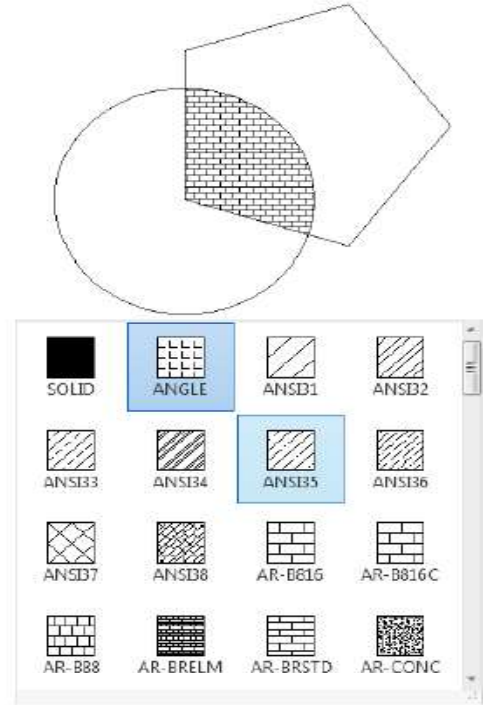 SOLID ANGLE ANSI31 ANSI32
ANSI33 ANSI34 ANSI35 ANSI36
ANSI37 ANSI38 AR-B816 AR-B816C
AR-B88 AR-BRELM AR-BRSTD AR-CONC